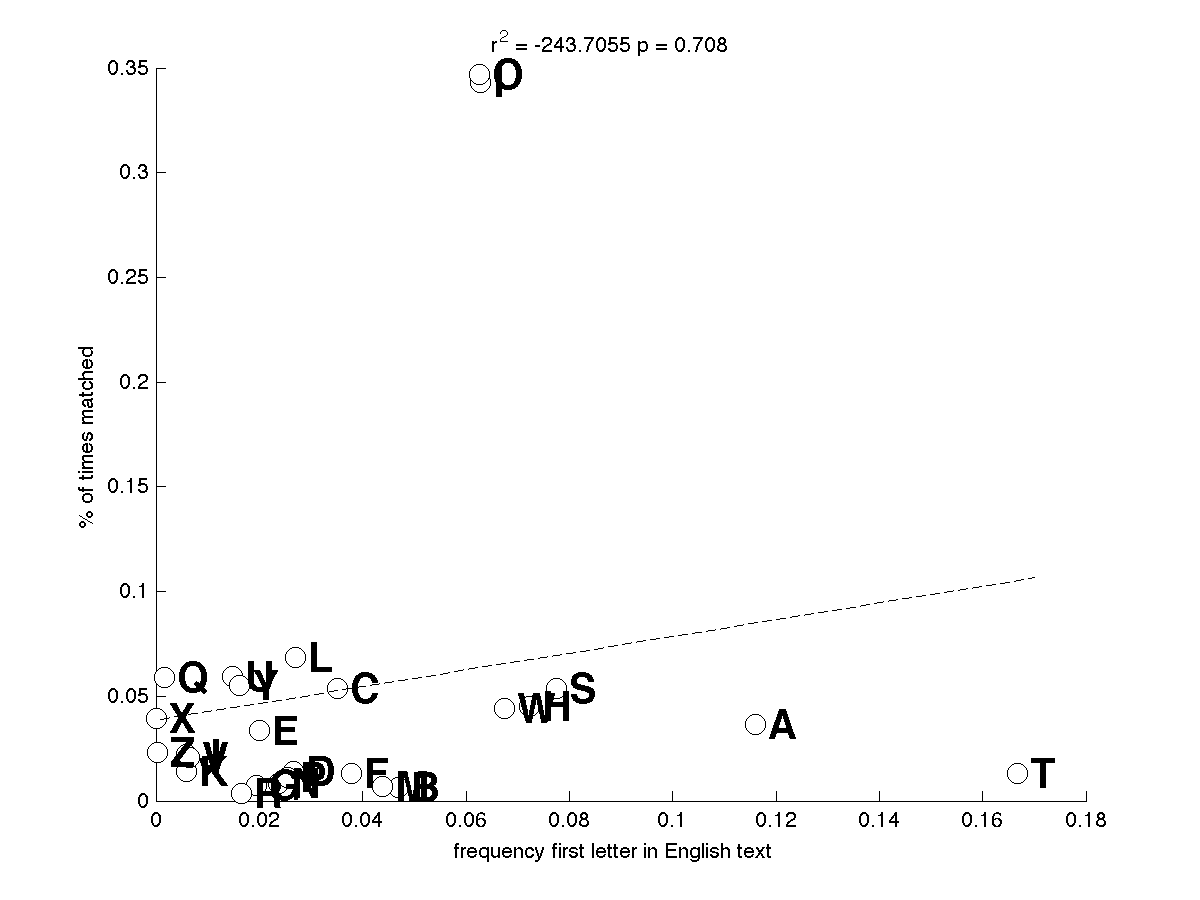 r2 = -243.7055 p = 0.708
0.35
0.3
0.25
0.2
0.15
0.1
0.05
0
% of times matched
O
L
Q
U
Y
C
S
W
H
X
E
A
Z
K
D
F
T
R
G
N
M
B
0
0.02
0.04
0.06
0.08
0.1
0.12
0.14
0.16
0.18
frequency first letter in English text